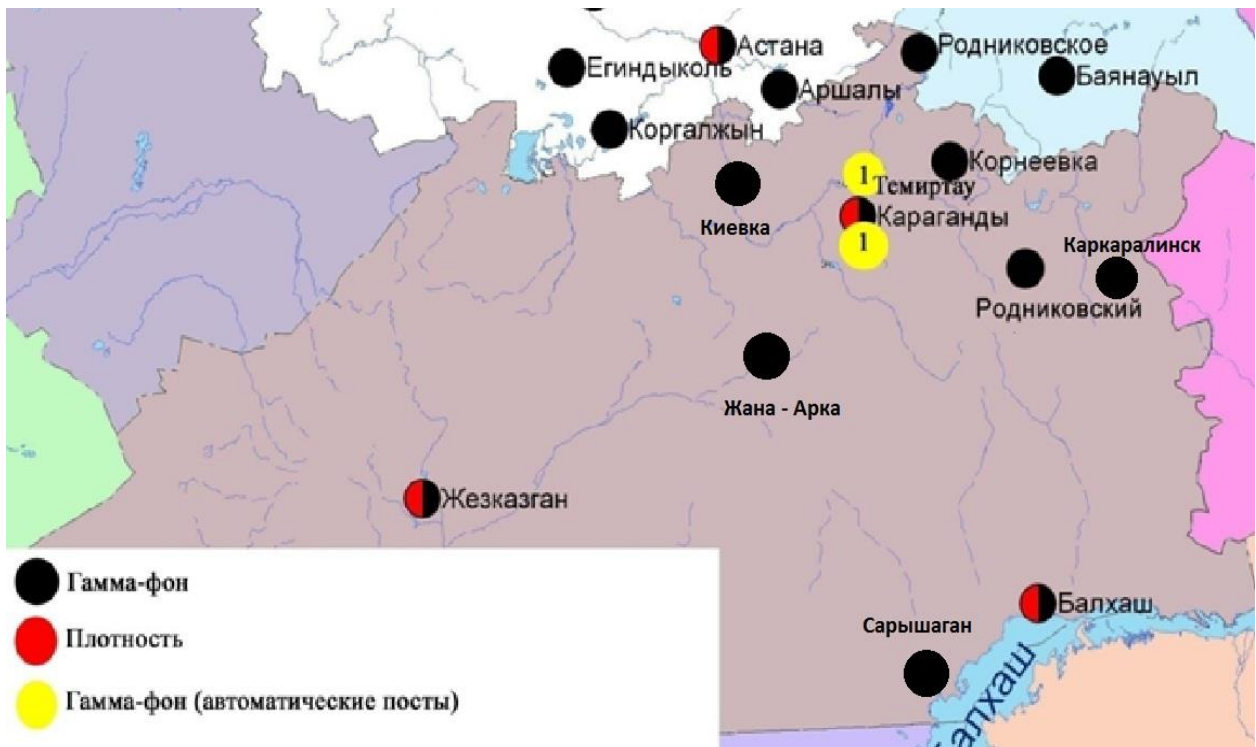 Астана
Родниковское
Егиндыколь
Баянауыл
Аршалы
Коргалжын
Корнеевка
1
Темиртау
Киевка
Караганды
1
Каркаралинск
Родниковский
Жана - Арка
Жезказган
Гамма-фон
Плотность
Гамма-фон (автоматические посты)
Балхаш
Сарышаган
Балхаш